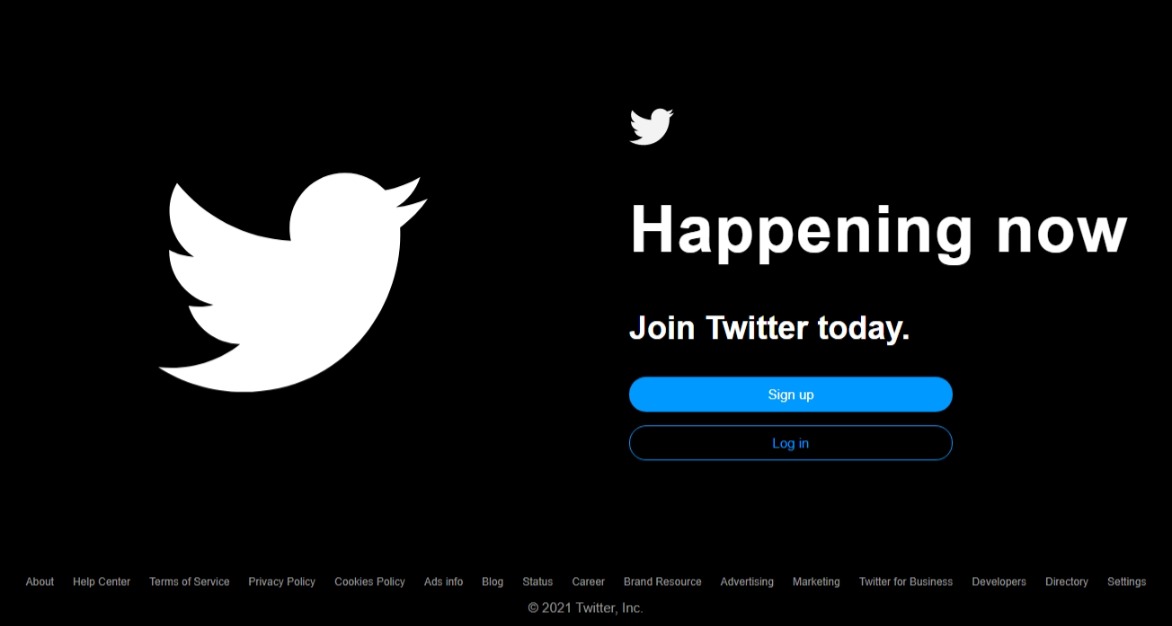 Happening now
Join Twitter today.
Sign up
Log in
About Help Center Terms of Service Privacy Policy Cookies Policy Ads info Blog Status Career Brand Resource Advertising Marketing Twitter for Business Developers Directory Settings
© 2021 Twitter, Inc.